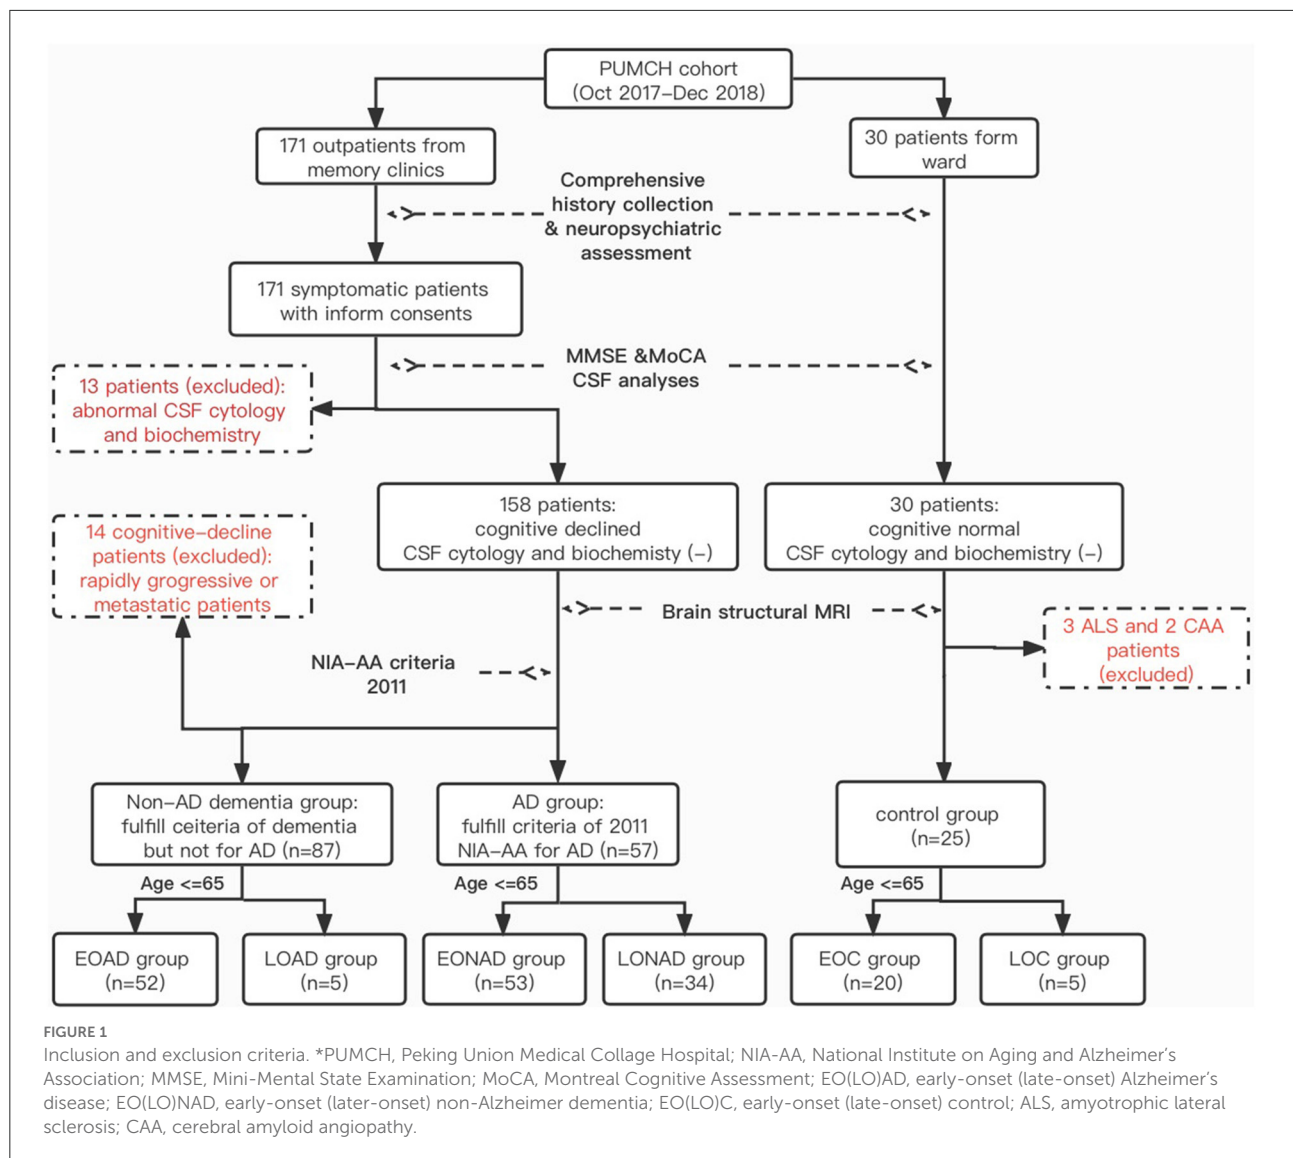 PUMCH cohort
(Oct 2017–Dec 2018)
171 outpatients from
memory clinics
30 patients form
ward
Comprehensive
history collection
& neuropsychiatric
assessment
171 symptomatic patients
with inform consents
MMSE &MoCA
CSF analyses
13 patients (excluded):
abnormal CSF cytology
and biochemistry
158 patients:
cognitive declined
CSF cytology and biochemisty (–)
30 patients:
cognitive normal
CSF cytology and biochemistry (–)
14 cognitive–decline
patients (excluded):
rapidly grogressive or
metastatic patients
Brain structural MRI
3 ALS and 2 CAA
patients
(excluded)
NIA–AA criteria
2011
Non–AD dementia group:
fulfill ceiteria of dementia
but not for AD (n=87)
AD group:
fulfill criteria of 2011
NIA–AA for AD (n=57)
control group
(n=25)
Age <=65
Age <=65
Age <=65
EOAD group
(n=52)
LOAD group
(n=5)
EONAD group
(n=53)
LONAD group
(n=34)
EOC group
(n=20)
LOC group
(n=5)
FIGURE 1
Inclusion and exclusion criteria. *PUMCH, Peking Union Medical Collage Hospital; NIA-AA, National Institute on Aging and Alzheimer's
Association; MMSE, Mini-Mental State Examination; MoCA, Montreal Cognitive Assessment; EO(LO)AD, early-onset (late-onset) Alzheimer's
disease; EO(LO)NAD, early-onset (later-onset) non-Alzheimer dementia; EO(LO)C, early-onset (late-onset) control; ALS, amyotrophic lateral
sclerosis; CAA, cerebral amyloid angiopathy.